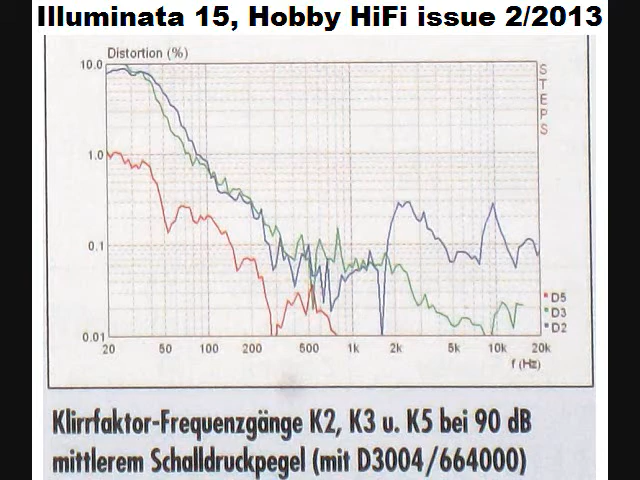 Illuminata 15, Hobby HiFi issue 2/2013
Distortion (%)
STEPS
10.0
1.0
0.1
0.01
D5
D3
D2
20 50 100 200 500 1k 2k 5k 10k 20k
f (Hz)
Klirrfaktor-Frequenzgänge K2, K3 u. K5 bei 90 dB
mittlerem Schalldruckpegel (mit D3004/664000)